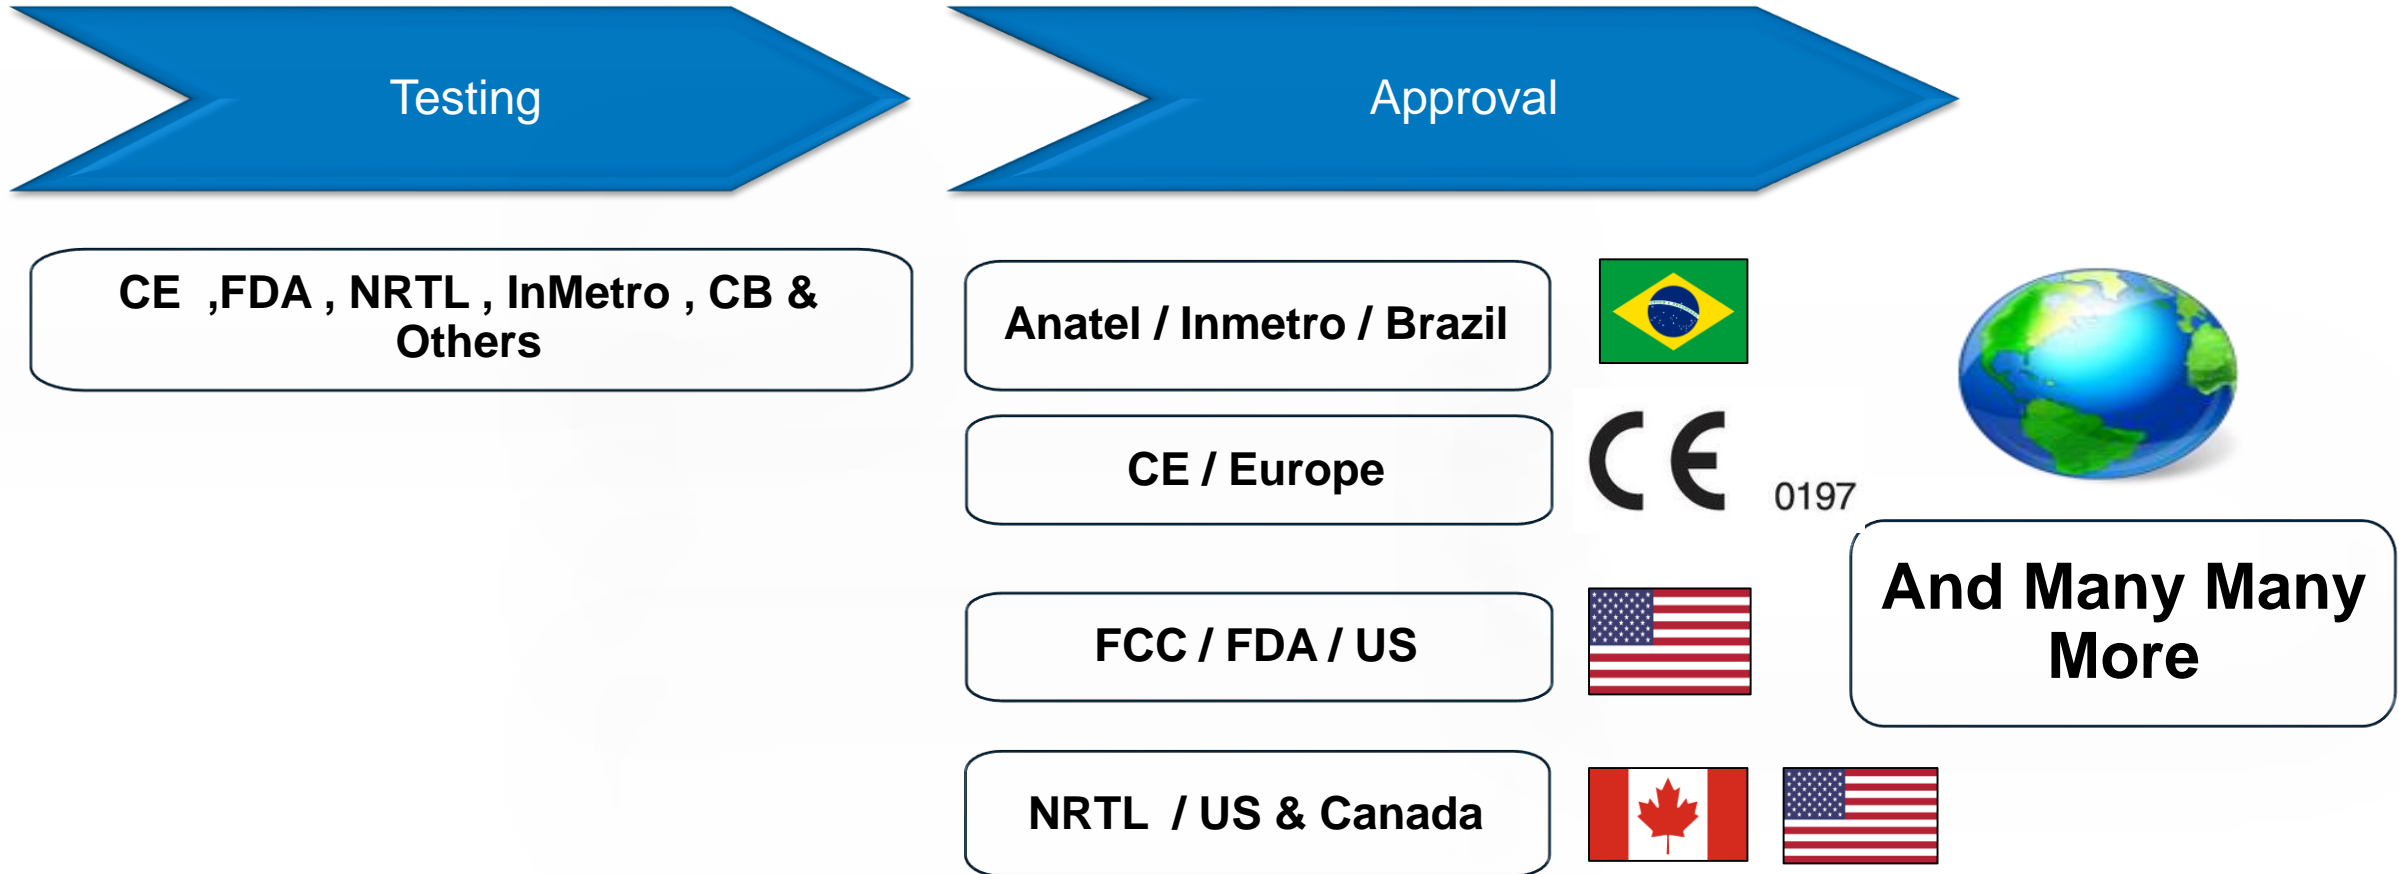 Testing
Approval
CE  ,FDA , NRTL , InMetro , CB &
Others
Anatel / Inmetro / Brazil
CE / Europe
CE 0197
FCC / FDA / US
And Many Many
More
NRTL  / US & Canada